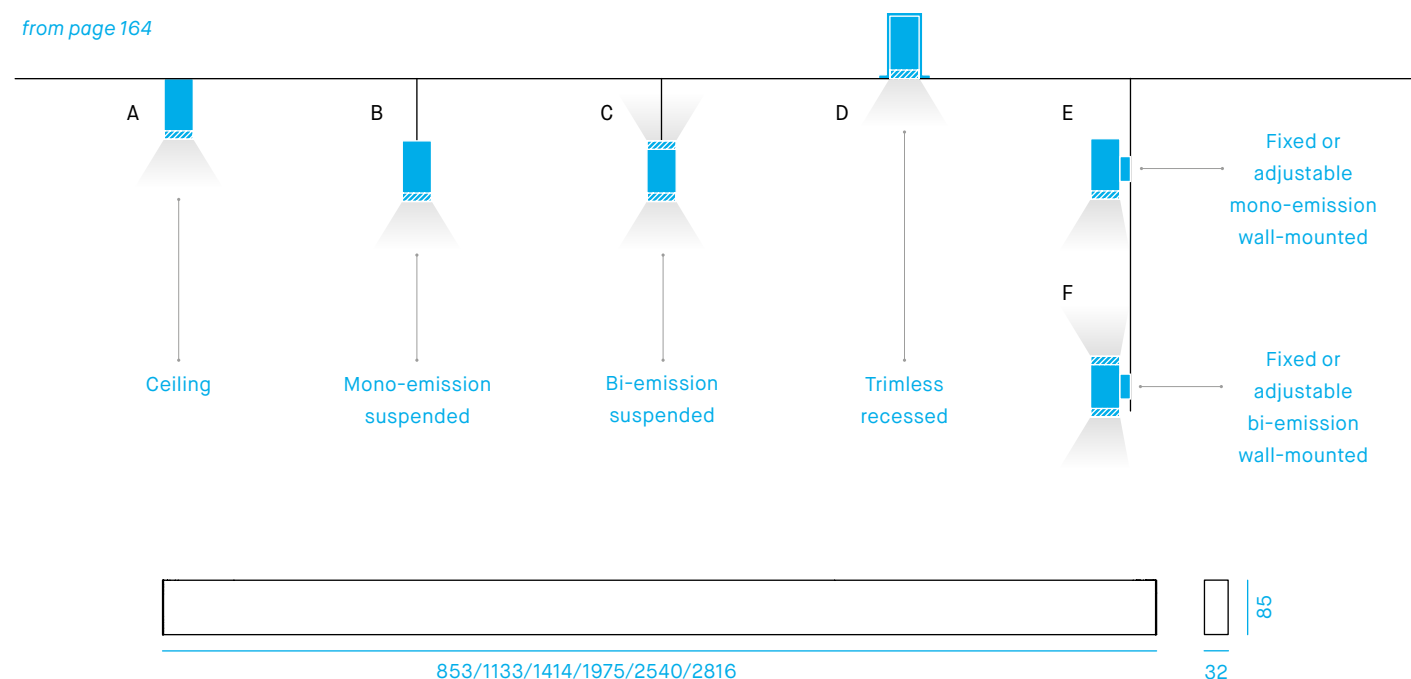 from page 164
A
B
C
D
E
Fixed or
adjustable
mono-emission
wall-mounted
F
Ceiling
Mono-emission
suspended
Bi-emission
suspended
Trimless
recessed
Fixed or
adjustable
bi-emission
wall-mounted
85
853/1133/1414/1975/2540/2816
32